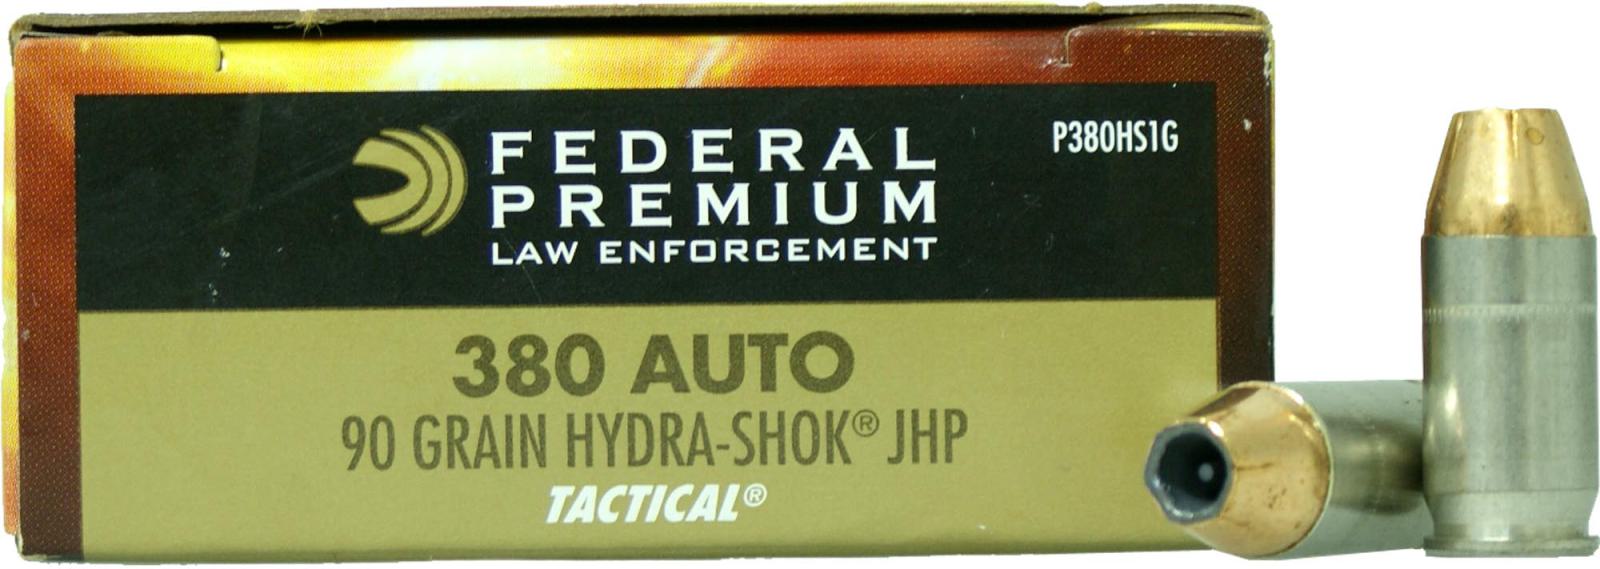 FEDERAL
PREMIUM
LAW ENFORCEMENT
P380HS1G
380 AUTO
90 GRAIN HYDRA-SHOK® JHP
TACTICAL®